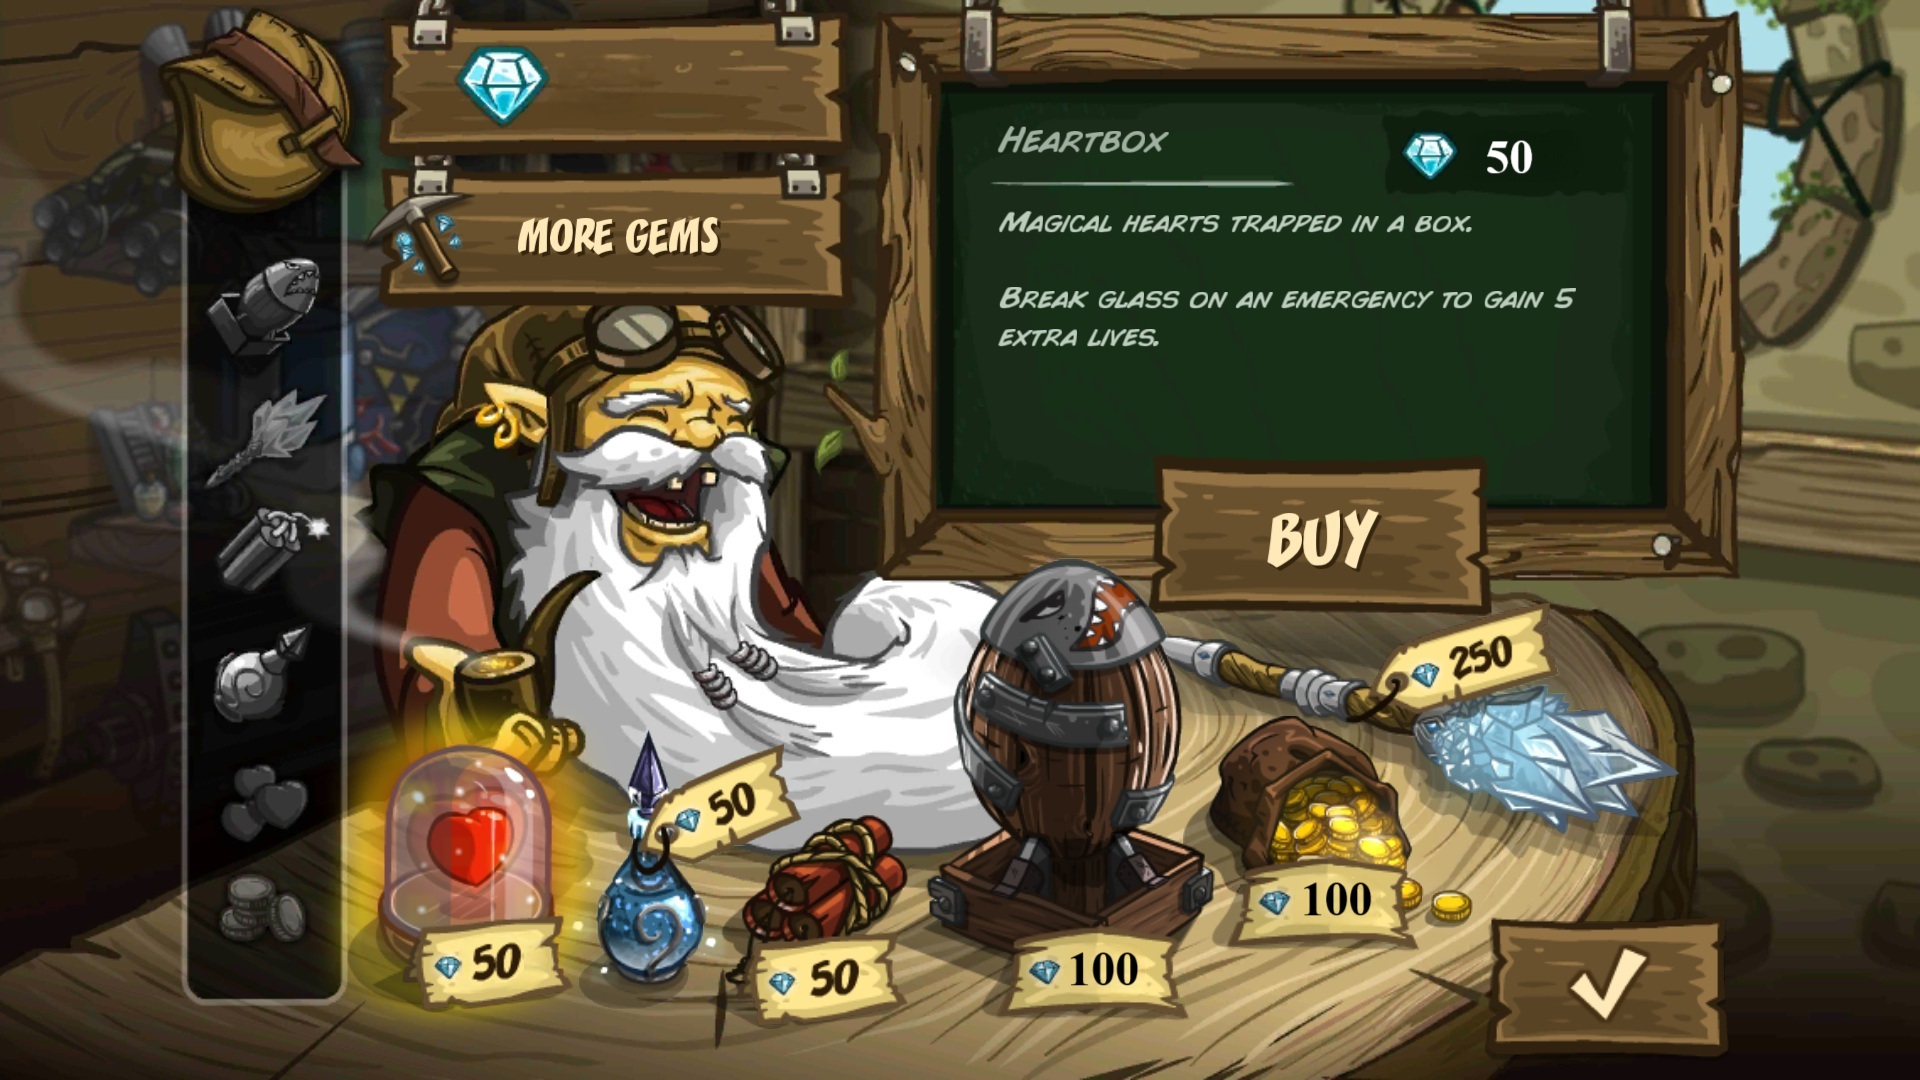 HEARTBOX
50
MAGICAL HEARTS TRAPPED IN A BOX.
BREAK GLASS ON AN EMERGENCY TO GAIN 5
EXTRA LIVES.
MORE GEMS
BUY
250
50
100
50
50
100